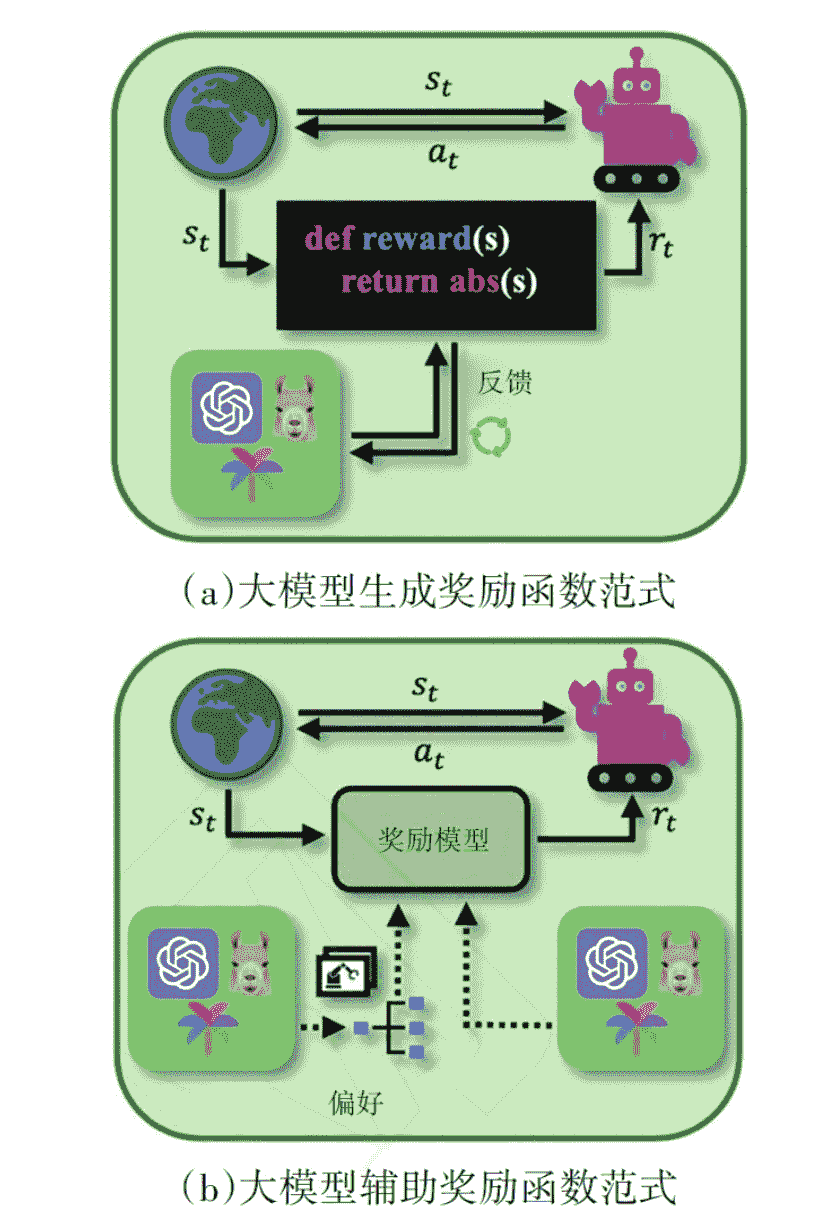 s_t
a_t
s_t
def reward(s)
return abs(s)
r_t
反馈
(a)大模型生成奖励函数范式
s_t
a_t
s_t
奖励模型
r_t
偏好
(b)大模型辅助奖励函数范式